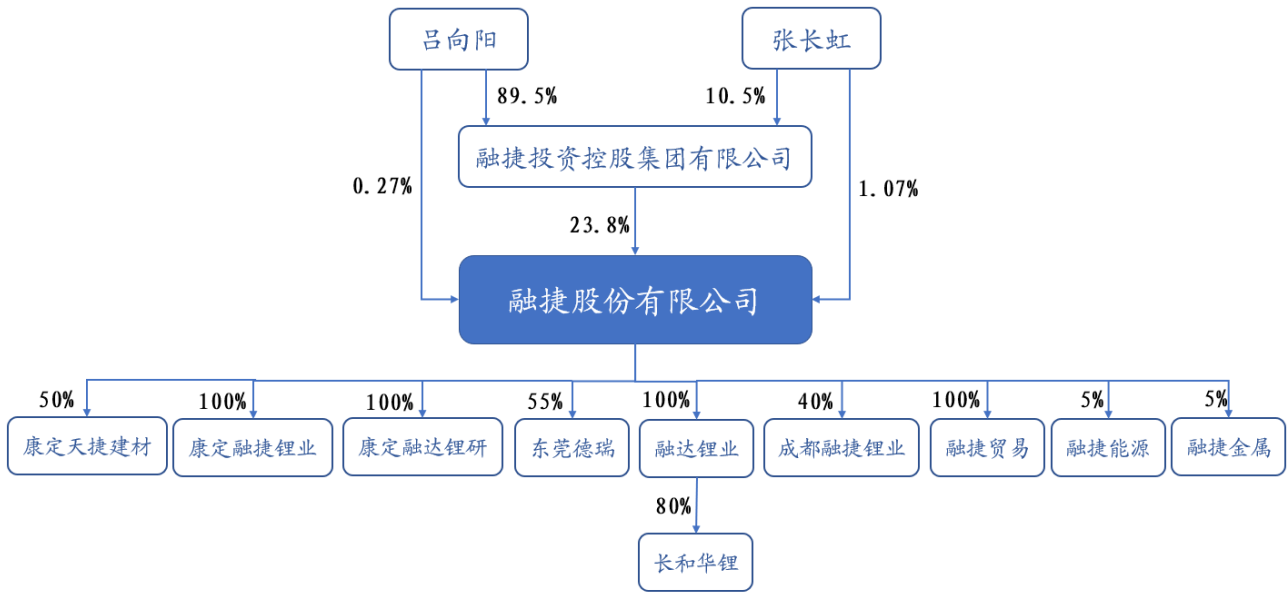 吕向阳
张长虹
89.5%
10.5%
融捷投资控股集团有限公司
0.27%
1.07%
23.8%
融捷股份有限公司
50%
100%
100%
55%
100%
40%
100%
5%
5%
康定天捷建材
康定融捷锂业
康定融达锂研
东莞德瑞
融达锂业
成都融捷锂业
融捷贸易
融捷能源
融捷金属
80%
长和华锂